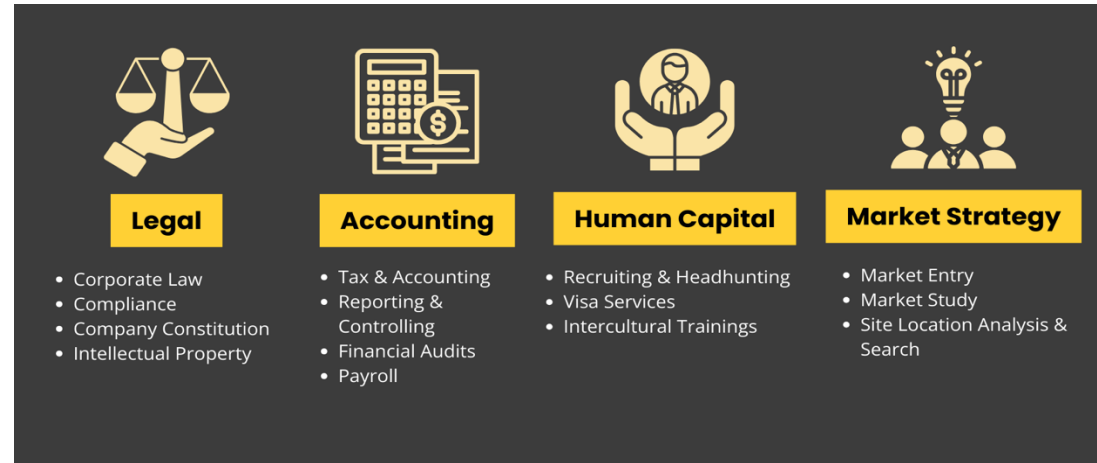 Legal
• Corporate Law
• Compliance
• Company Constitution
• Intellectual Property
Accounting
• Tax & Accounting
• Reporting &
Controlling
• Financial Audits
• Payroll
Human Capital
• Recruiting & Headhunting
• Visa Services
• Intercultural Trainings
Market Strategy
• Market Entry
• Market Study
• Site Location Analysis &
Search
$